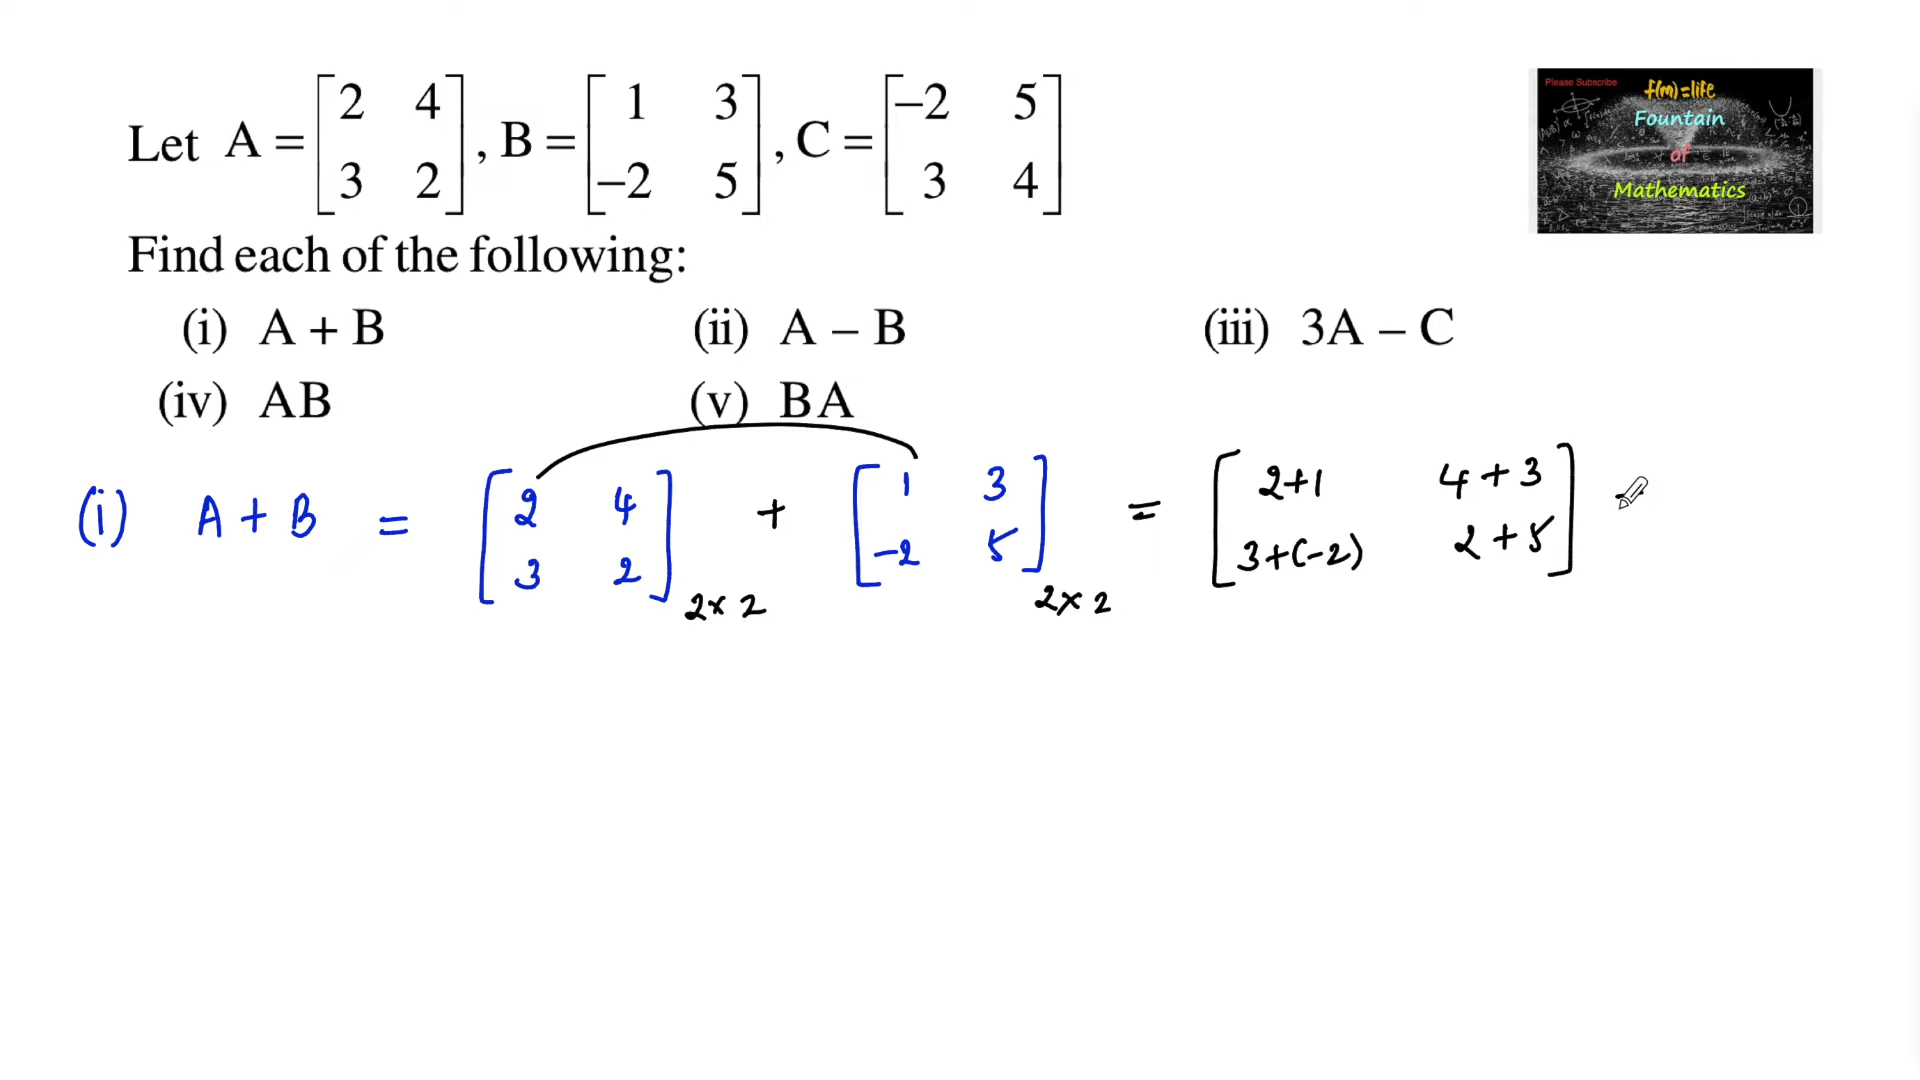 Let A = [2 4; 3 2], B = [1 3; –2 5], C = [–2 5; 3 4]
Please Subscribe
f(m)=life
Fountain
of
Mathematics
Find each of the following:
(i) A + B (ii) A – B (iii) 3A – C
(iv) AB (v) BA
(i) A + B = [2 4; 3 2] 2×2 + [1 3; -2 5] 2×2 = [2+1 4+3; 3+(-2) 2+5]